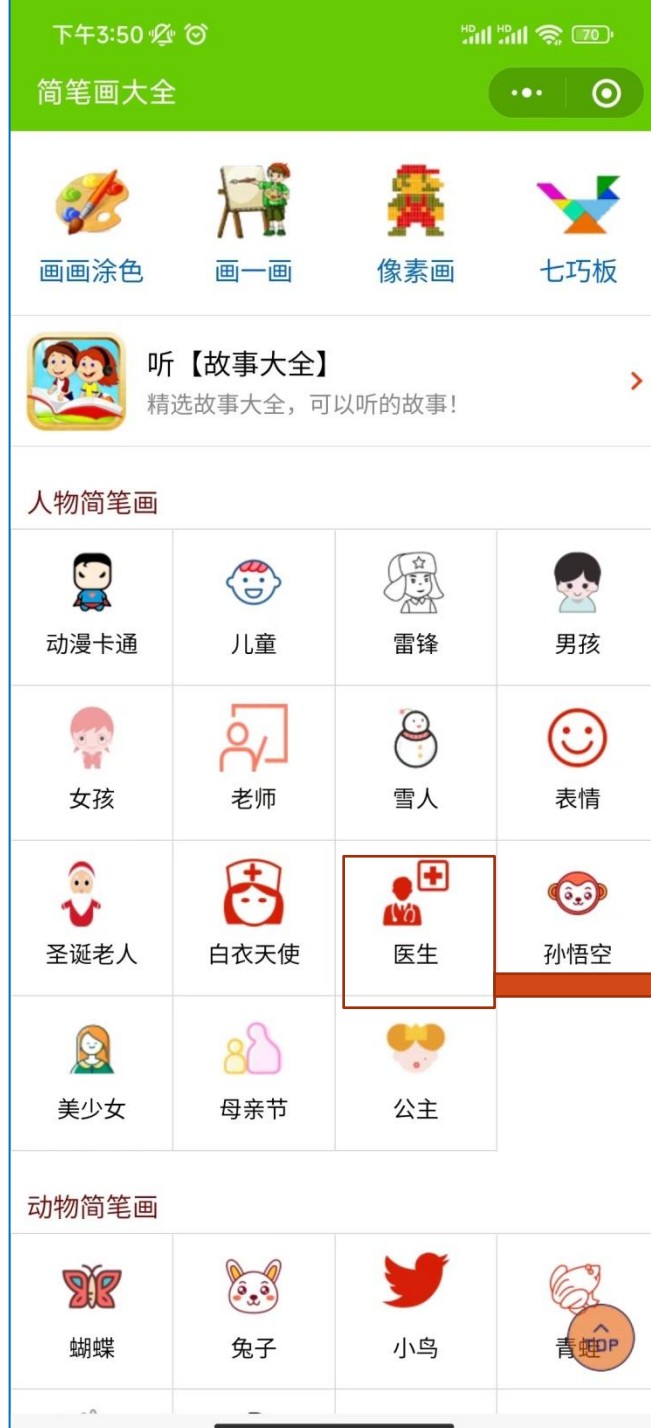 下午3:50 HD HD 70
简笔画大全
画画涂色 画一画 像素画 七巧板
听【故事大全】
精选故事大全，可以听的故事！
人物简笔画
动漫卡通 儿童 雷锋 男孩
女孩 老师 雪人 表情
圣诞老人 白衣天使 医生 孙悟空
美少女 母亲节 公主
动物简笔画
蝴蝶 兔子 小鸟 青蛙
TOP